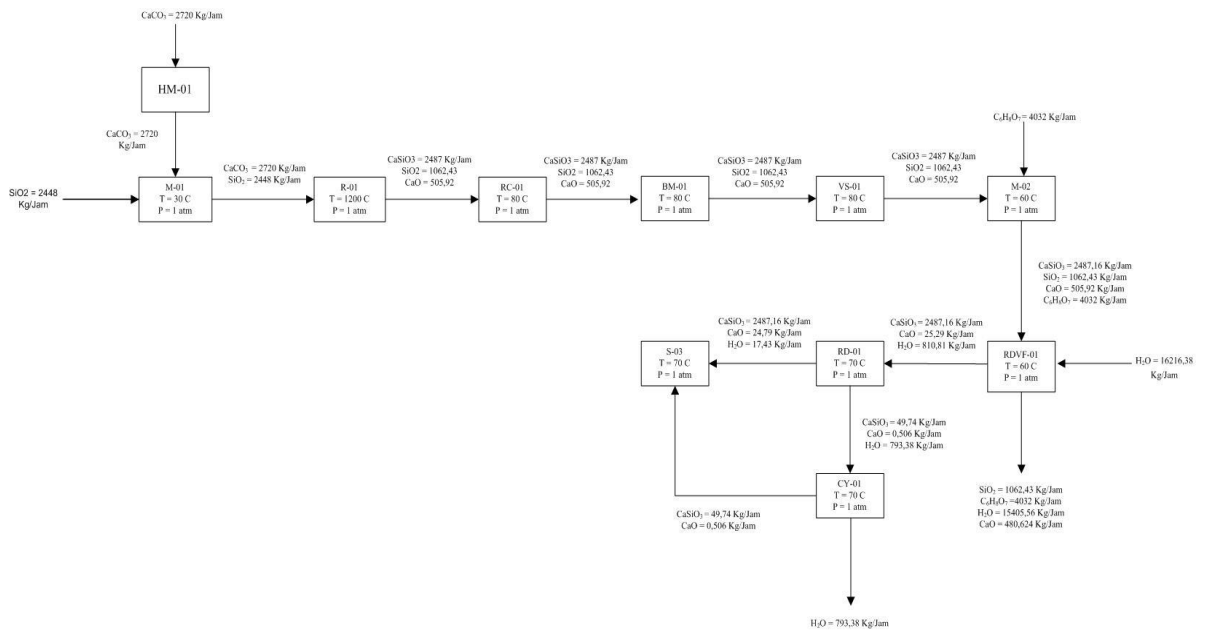 CaCO₃ = 2720 Kg/Jam
HM-01
CaCO₃ = 2720
Kg/Jam
SiO2 = 2448
Kg/Jam
M-01
T = 30 C
P = 1 atm
CaCO₃ = 2720 Kg/Jam
SiO₂ = 2448 Kg/Jam
R-01
T = 1200 C
P = 1 atm
CaSiO3 = 2487 Kg/Jam
SiO2 = 1062,43
CaO = 505,92
RC-01
T = 80 C
P = 1 atm
CaSiO3 = 2487 Kg/Jam
SiO2 = 1062,43
CaO = 505,92
BM-01
T = 80 C
P = 1 atm
CaSiO3 = 2487 Kg/Jam
SiO2 = 1062,43
CaO = 505,92
VS-01
T = 80 C
P = 1 atm
CaSiO3 = 2487 Kg/Jam
SiO2 = 1062,43
CaO = 505,92
C₆H₈O₇ = 4032 Kg/Jam
M-02
T = 60 C
P = 1 atm
CaSiO₃ = 2487,16 Kg/Jam
SiO₂ = 1062,43 Kg/Jam
CaO = 505,92 Kg/Jam
C₆H₈O₇ = 4032 Kg/Jam
H₂O = 16216,38
Kg/Jam
RDVF-01
T = 60 C
P = 1 atm
CaSiO₃ = 2487,16 Kg/Jam
CaO = 25,29 Kg/Jam
H₂O = 810,81 Kg/Jam
RD-01
T = 70 C
P = 1 atm
CaSiO₃ = 2487,16 Kg/Jam
CaO = 24,79 Kg/Jam
H₂O = 17,43 Kg/Jam
S-03
T = 70 C
P = 1 atm
CaSiO₃ = 49,74 Kg/Jam
CaO = 0,506 Kg/Jam
H₂O = 793,38 Kg/Jam
CY-01
T = 70 C
P = 1 atm
CaSiO₃ = 49,74 Kg/Jam
CaO = 0,506 Kg/Jam
SiO₂ = 1062,43 Kg/Jam
C₆H₈O₇ =4032 Kg/Jam
H₂O = 15405,56 Kg/Jam
CaO = 480,624 Kg/Jam
H₂O = 793,38 Kg/Jam